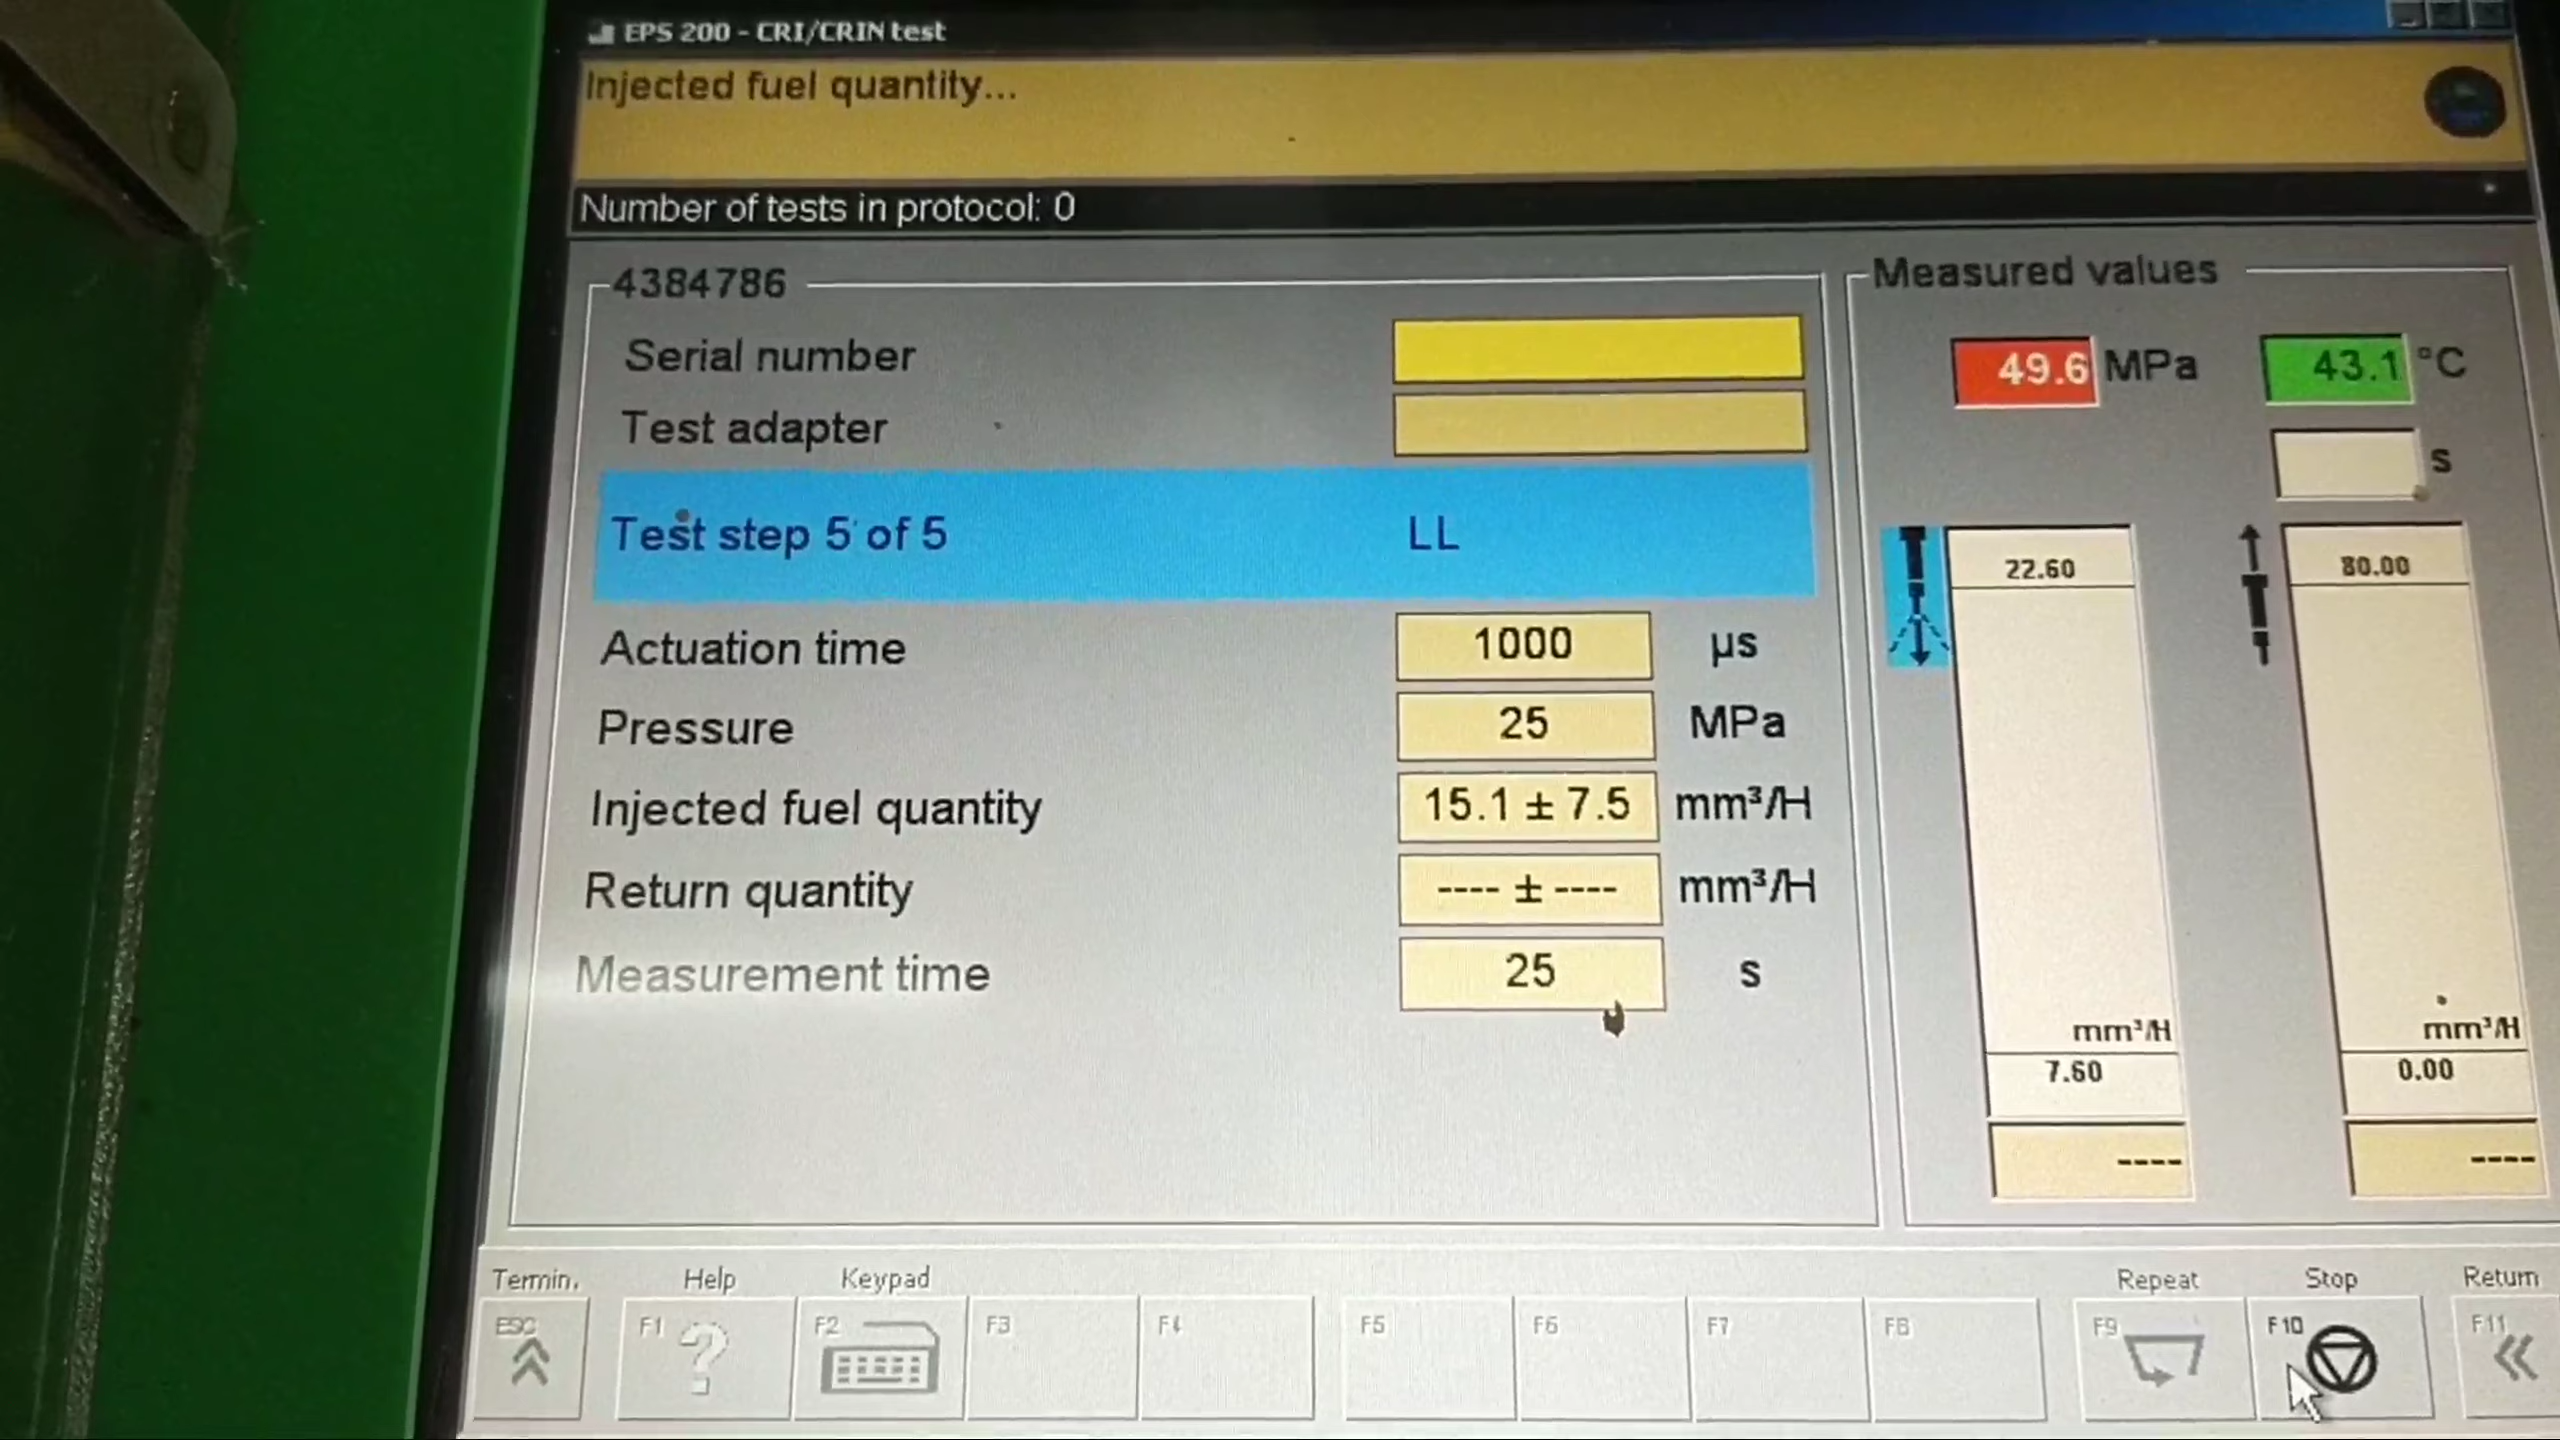 EPS 200 - CRI/CRIN test
Injected fuel quantity...
Number of tests in protocol: 0
4384786
Serial number
Test adapter
Test step 5 of 5 LL
Actuation time 1000 µs
Pressure 25 MPa
Injected fuel quantity 15.1 ± 7.5 mm³/H
Return quantity ---- ± ---- mm³/H
Measurement time 25 s
Measured values
49.6 MPa 43.1 °C
s
22.60 80.00
mm³/H mm³/H
7.60 0.00
---- ----
Termin. Help Keypad Repeat Stop Return
ESC F1 F2 F3 F4 F5 F6 F7 F8 F9 F10 F11